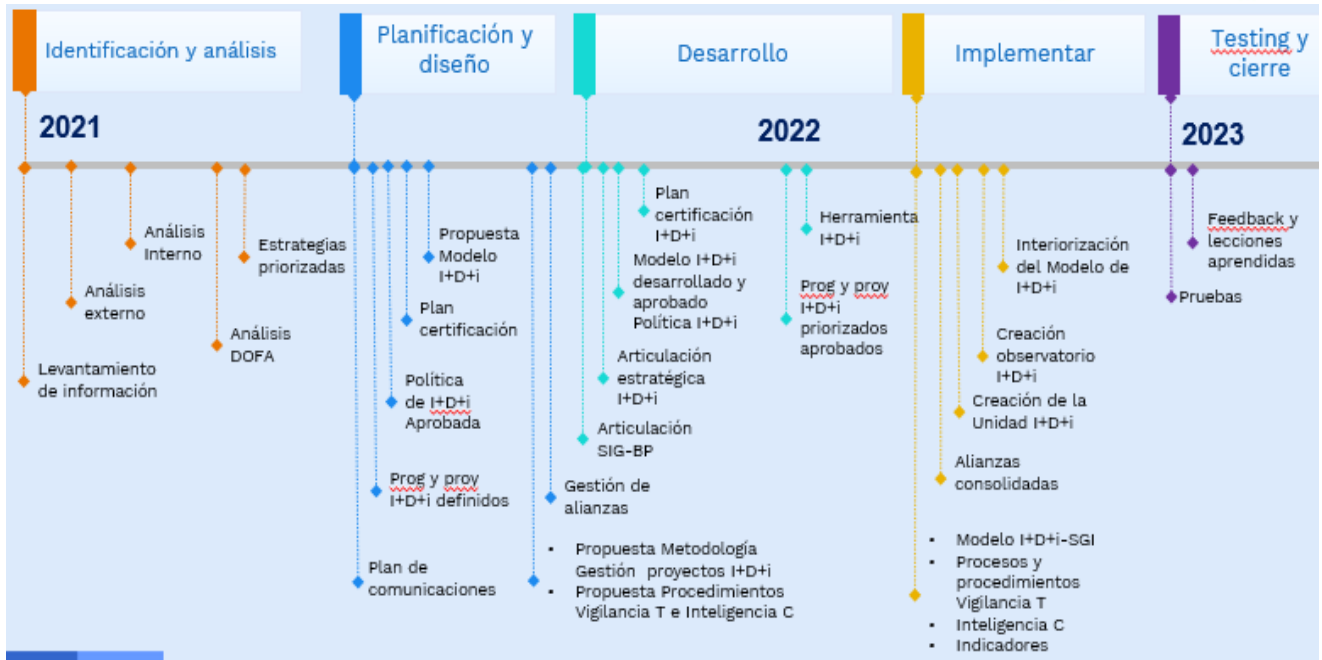 Identificación y análisis
Planificación y
diseño
Desarrollo
Implementar
Testing y
cierre
2021
2022
2023
Levantamiento
de información
Análisis
externo
Análisis
Interno
Análisis
DOFA
Estrategias
priorizadas
Plan de
comunicaciones
Prog y proy
I+D+i definidos
Política
de I+D+i
Aprobada
Plan
certificación
Propuesta
Modelo
I+D+i
▪ Propuesta Metodología
Gestión proyectos I+D+i
▪ Propuesta Procedimientos
Vigilancia T e Inteligencia C
Gestión de
alianzas
Articulación
SIG-BP
Articulación
estratégica
I+D+i
Modelo I+D+i
desarrollado y
aprobado
Política I+D+i
Plan
certificación
I+D+i
Prog y proy
I+D+i
priorizados
aprobados
Herramienta
I+D+i
▪ Modelo I+D+i-SGI
▪ Procesos y
procedimientos
Vigilancia T
▪ Inteligencia C
▪ Indicadores
Alianzas
consolidadas
Creación de la
Unidad I+D+i
Creación
observatorio
I+D+i
Interiorización
del Modelo de
I+D+i
Pruebas
Feedback y
lecciones
aprendidas